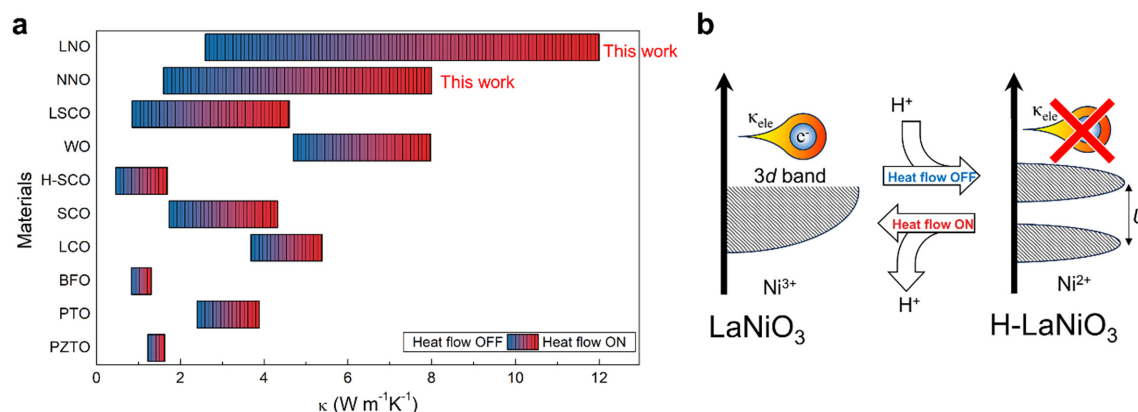 a
Materials
LNO
This work
NNO
This work
LSCO
WO
H-SCO
SCO
LCO
BFO
PTO
PZTO
Heat flow OFF
Heat flow ON
0 2 4 6 8 10 12
κ (W m⁻¹K⁻¹)
b
κele
e⁻
3d band
Ni³⁺
LaNiO₃
H⁺
Heat flow OFF
Heat flow ON
H⁺
κele
U
Ni²⁺
H-LaNiO₃